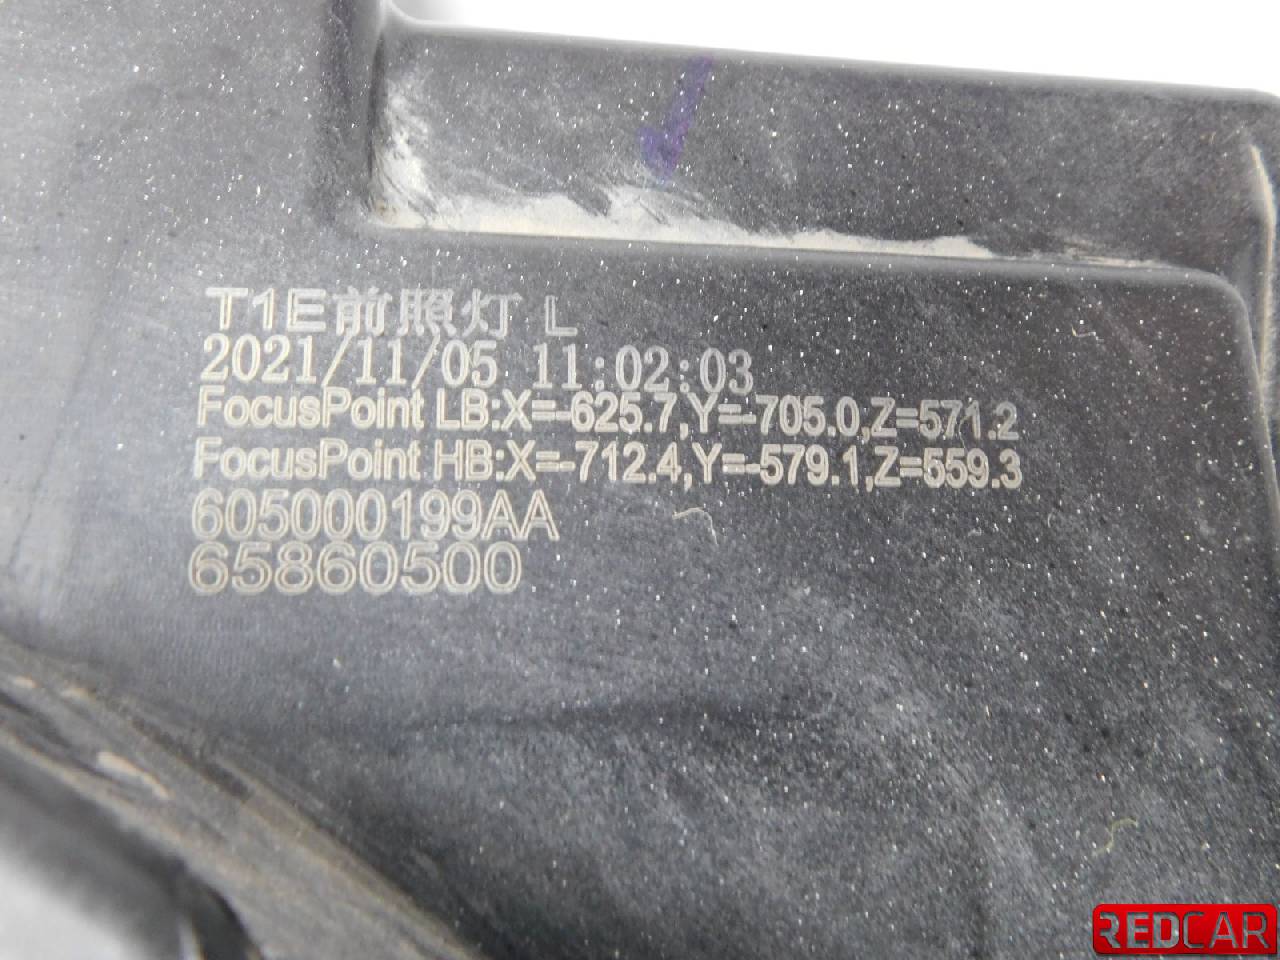 T1E前照灯 L
2021/11/05 11:02:03
FocusPoint LB:X=-625.7,Y=-705.0,Z=571.2
FocusPoint HB:X=-712.4,Y=-579.1,Z=559.3
605000199AA
65860500
REDCAR